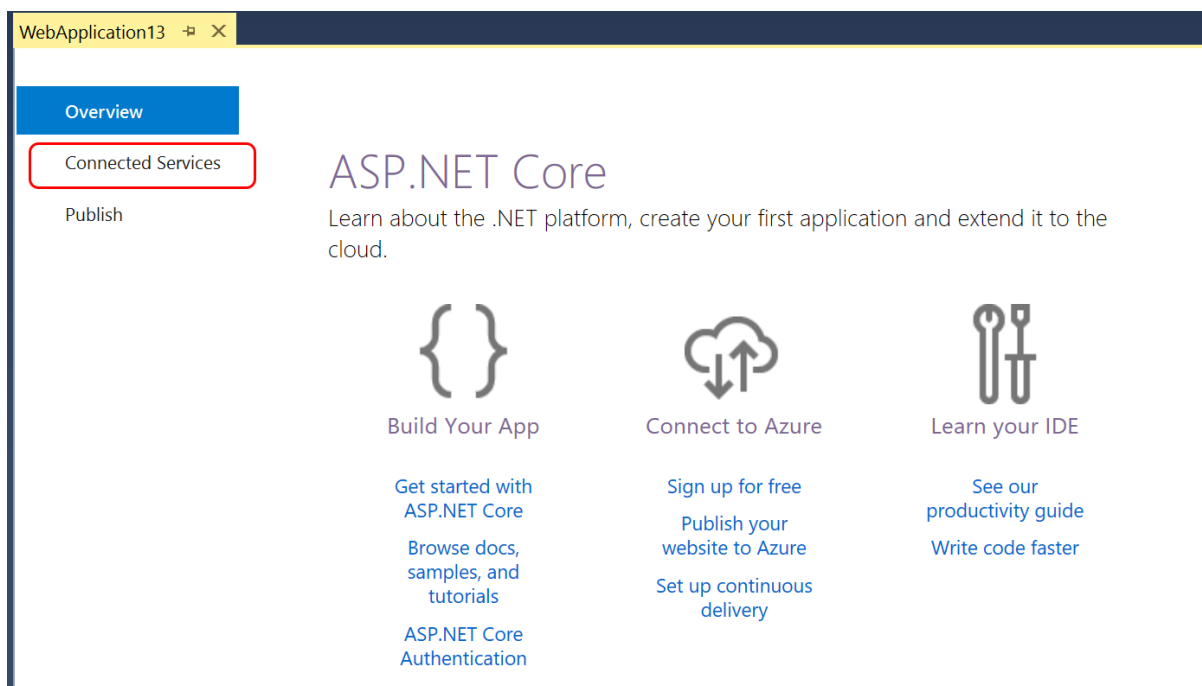 WebApplication13
Overview
Connected Services
Publish
ASP.NET Core
Learn about the .NET platform, create your first application and extend it to the
cloud.
Build Your App
Get started with
ASP.NET Core
Browse docs,
samples, and
tutorials
ASP.NET Core
Authentication
Connect to Azure
Sign up for free
Publish your
website to Azure
Set up continuous
delivery
Learn your IDE
See our
productivity guide
Write code faster